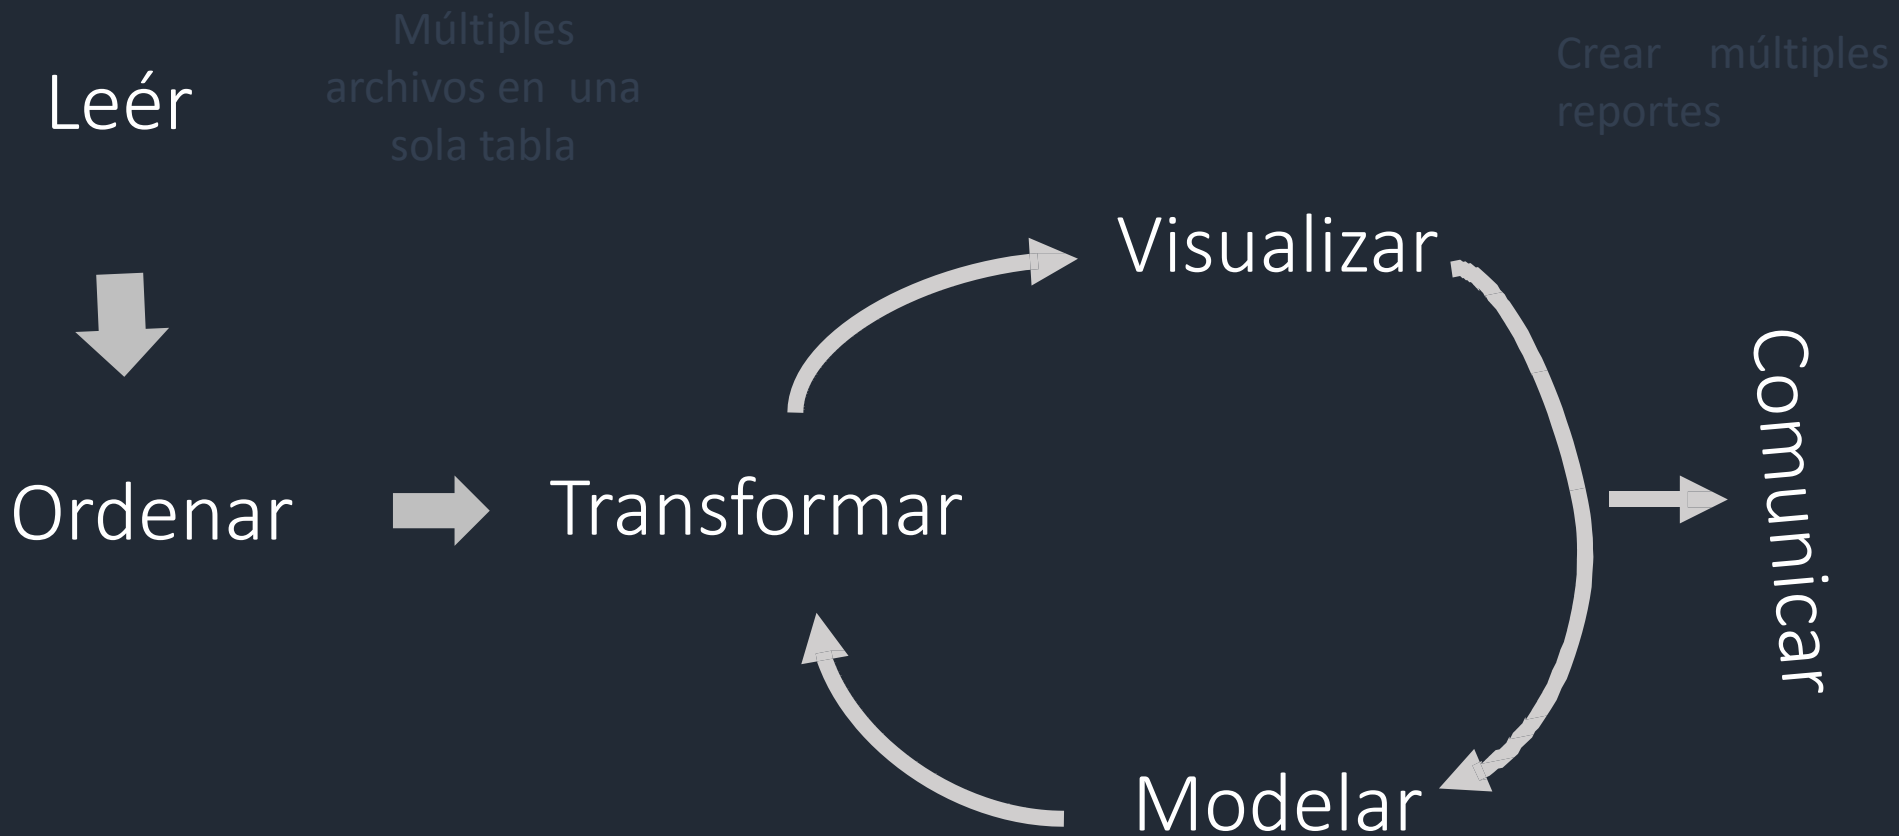 Leér
Múltiples
archivos en una
sola tabla
Crear múltiples
reportes
Visualizar
Ordenar
Transformar
Comunicar
Modelar